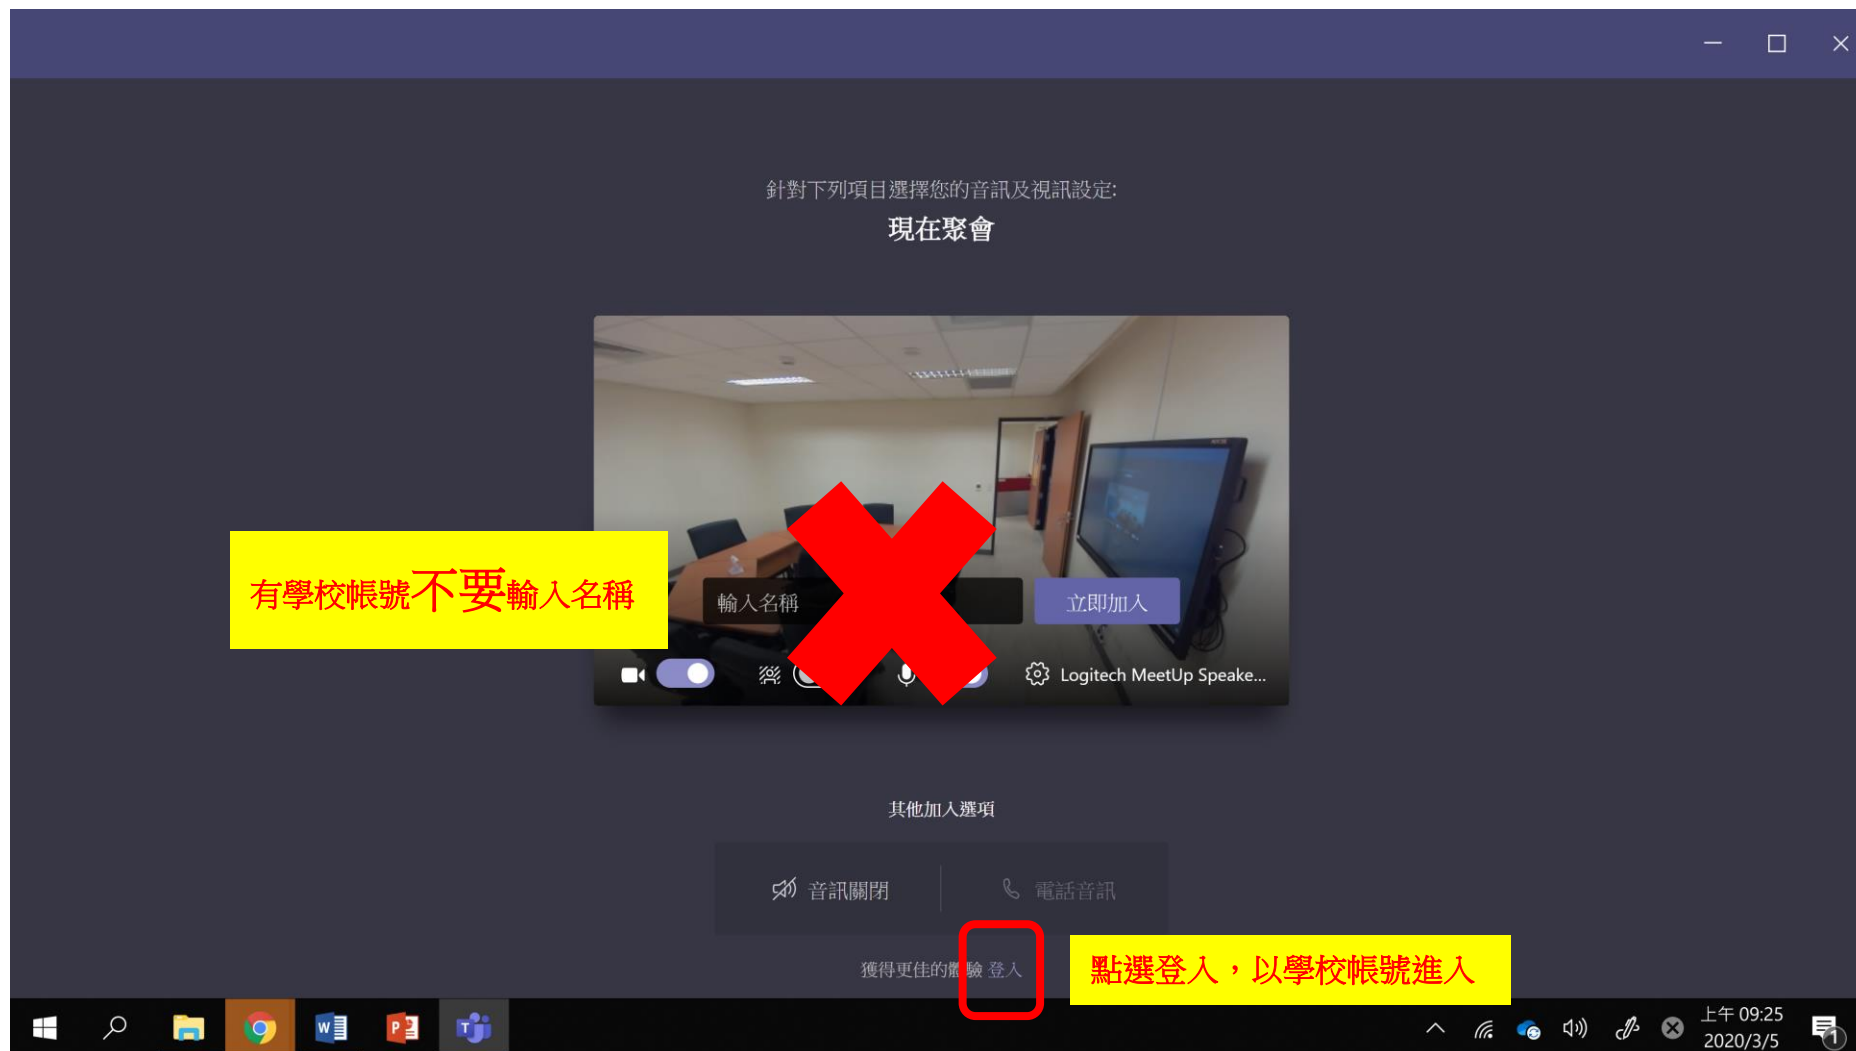 針對下列項目選擇您的音訊及視訊設定:
現在聚會
有學校帳號不要輸入名稱
輸入名稱
立即加入
Logitech MeetUp Speake...
其他加入選項
音訊關閉
電話音訊
獲得更佳的體驗 登入
點選登入，以學校帳號進入
上午 09:25
2020/3/5
1